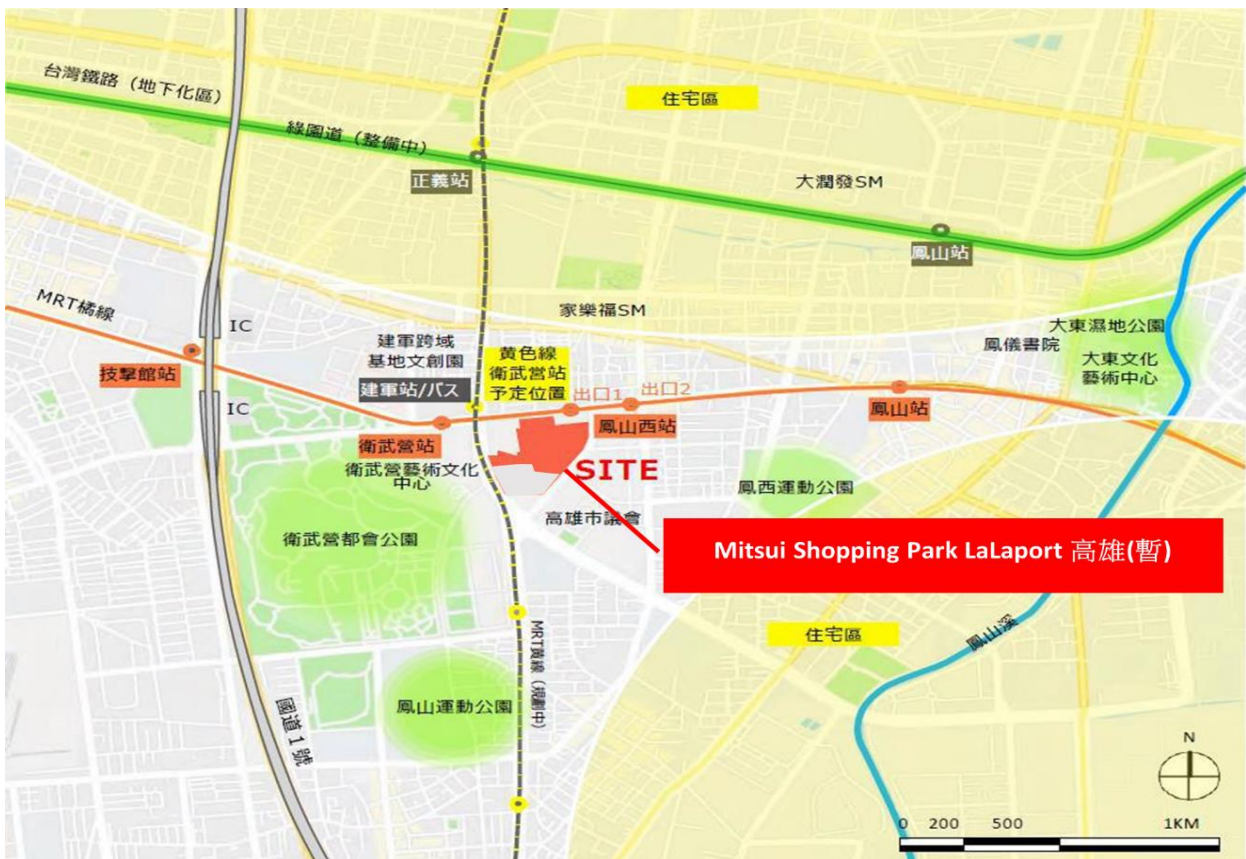 台灣鐵路（地下化區）
住宅區
綠園道（整備中）
正義站
大潤發SM
鳳山站
MRT橘線
家樂福SM
IC
大東濕地公園
鳳儀書院
建軍跨域
基地文創園
黃色線
衛武營站
予定位置
大東文化
藝術中心
技擊館站
建軍站/バス
出口1
出口2
鳳山站
IC
鳳山西站
衛武營站
衛武營藝術文化
中心
SITE
鳳西運動公園
高雄市議會
衛武營都會公園
Mitsui Shopping Park LaLaport 高雄(暫)
住宅區
鳳山溪
MRT黃線（規劃中）
鳳山運動公園
國道1號
N
0 200 500 1KM